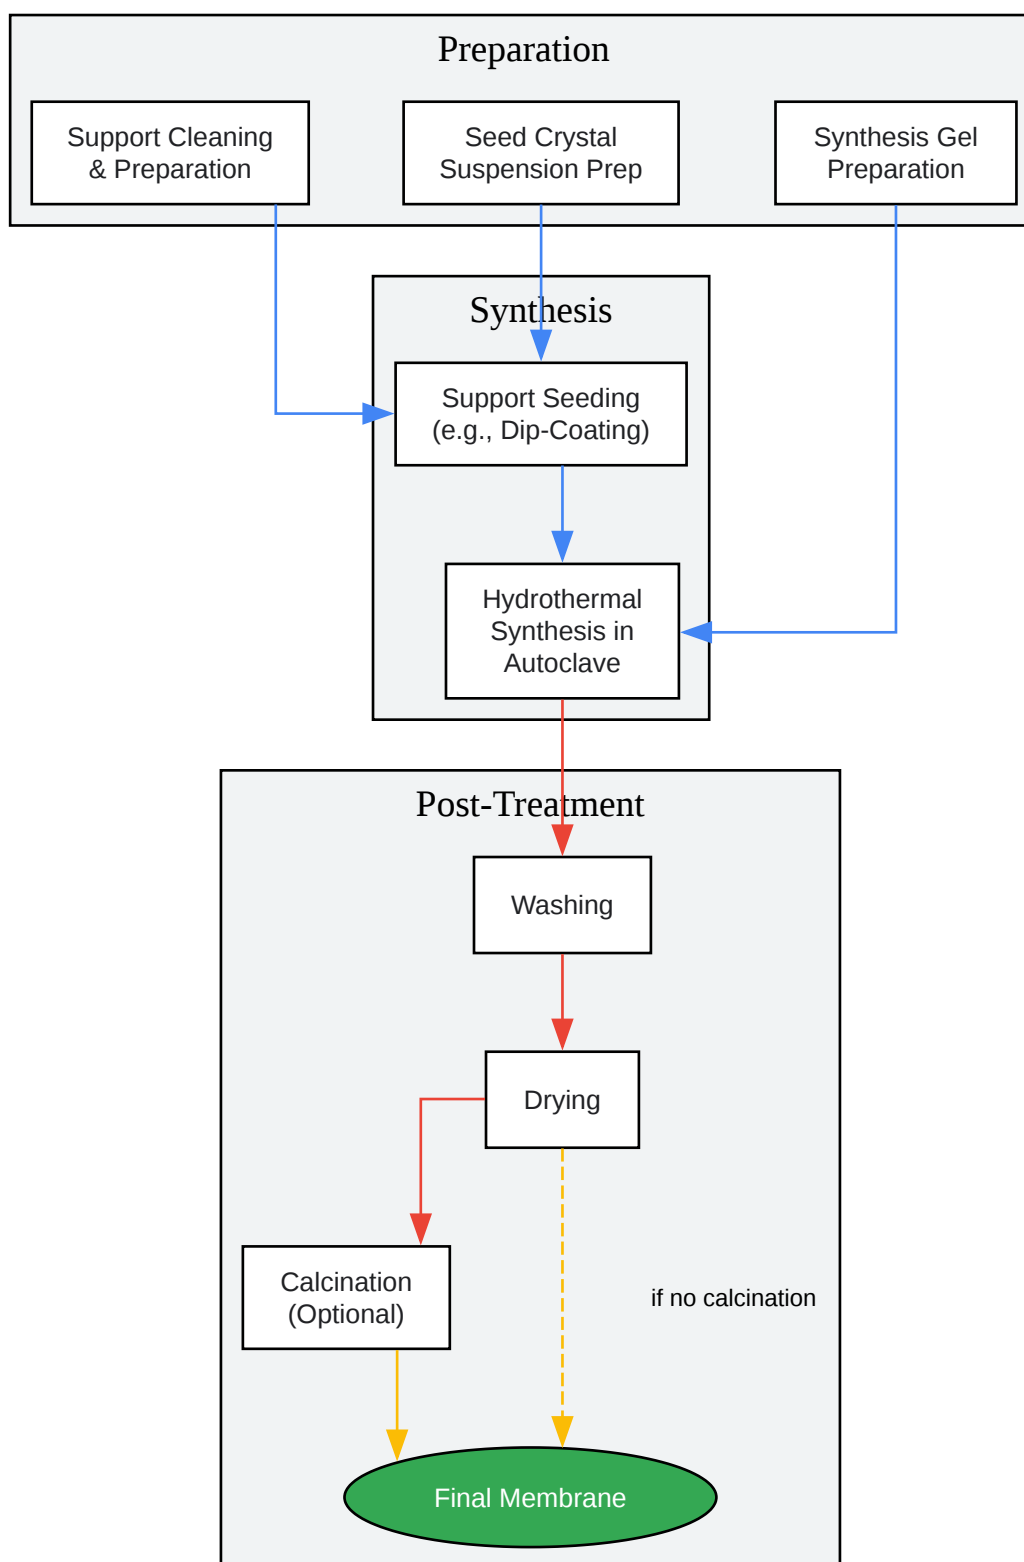 Preparation
Support Cleaning
& Preparation
Seed Crystal
Suspension Prep
Synthesis Gel
Preparation
Synthesis
Support Seeding
(e.g., Dip-Coating)
Hydrothermal
Synthesis in
Autoclave
Post-Treatment
Washing
Drying
Calcination
(Optional)
if no calcination
Final Membrane